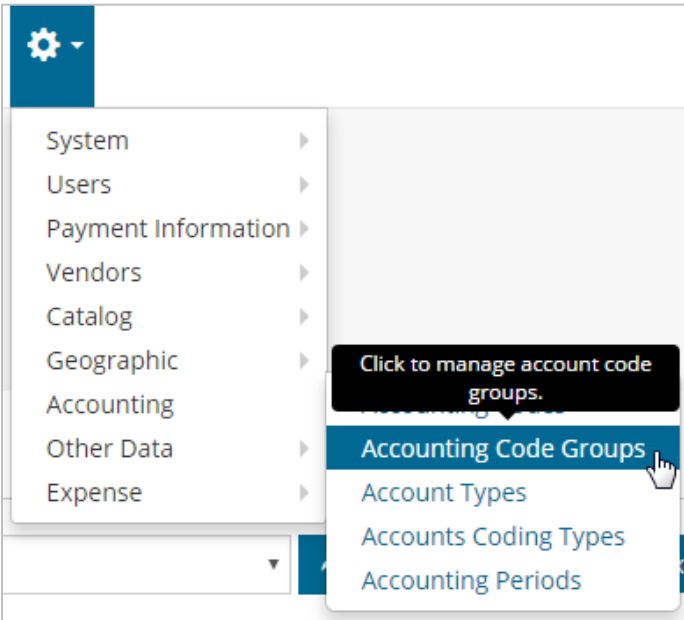 System
Users
Payment Information
Vendors
Catalog
Geographic
Accounting
Other Data
Expense
Click to manage account code
groups.
Accounting Code Groups
Account Types
Accounts Coding Types
Accounting Periods